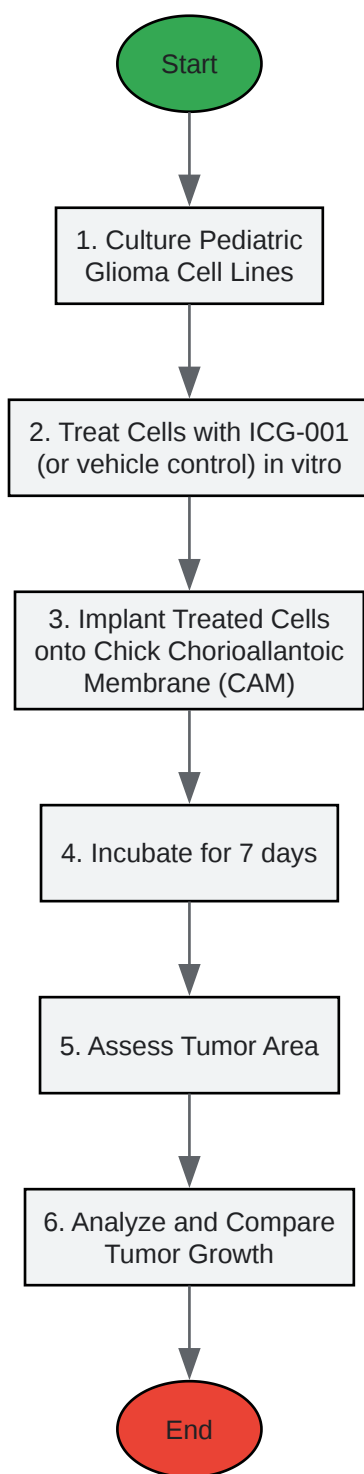 Start
1. Culture Pediatric
Glioma Cell Lines
2. Treat Cells with ICG-001
(or vehicle control) in vitro
3. Implant Treated Cells
onto Chick Chorioallantoic
Membrane (CAM)
4. Incubate for 7 days
5. Assess Tumor Area
6. Analyze and Compare
Tumor Growth
End